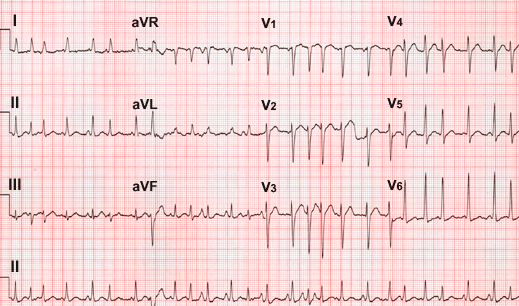 I aVR V1 V4
II aVL V2 V5
III aVF V3 V6
II